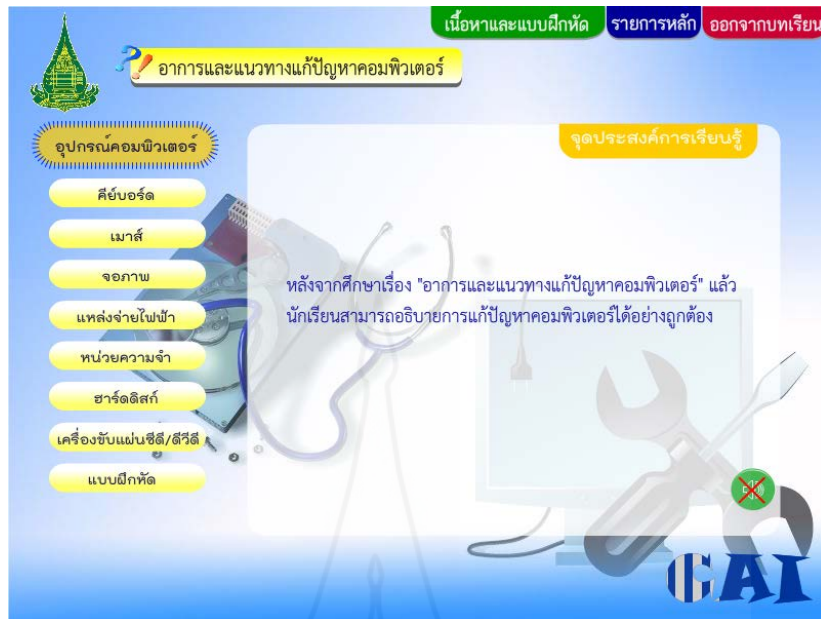 เนื้อหาและแบบฝึกหัด
รายการหลัก
ออกจากบทเรียน
อาการและแนวทางแก้ปัญหาคอมพิวเตอร์
อุปกรณ์คอมพิวเตอร์
คีย์บอร์ด
เมาส์
จอภาพ
แหล่งจ่ายไฟฟ้า
หน่วยความจำ
ฮาร์ดดิสก์
เครื่องขับแผ่นซีดี/ดีวีดี
แบบฝึกหัด
จุดประสงค์การเรียนรู้
หลังจากศึกษาเรื่อง "อาการและแนวทางแก้ปัญหาคอมพิวเตอร์" แล้ว
นักเรียนสามารถอธิบายการแก้ปัญหาคอมพิวเตอร์ได้อย่างถูกต้อง
CAI